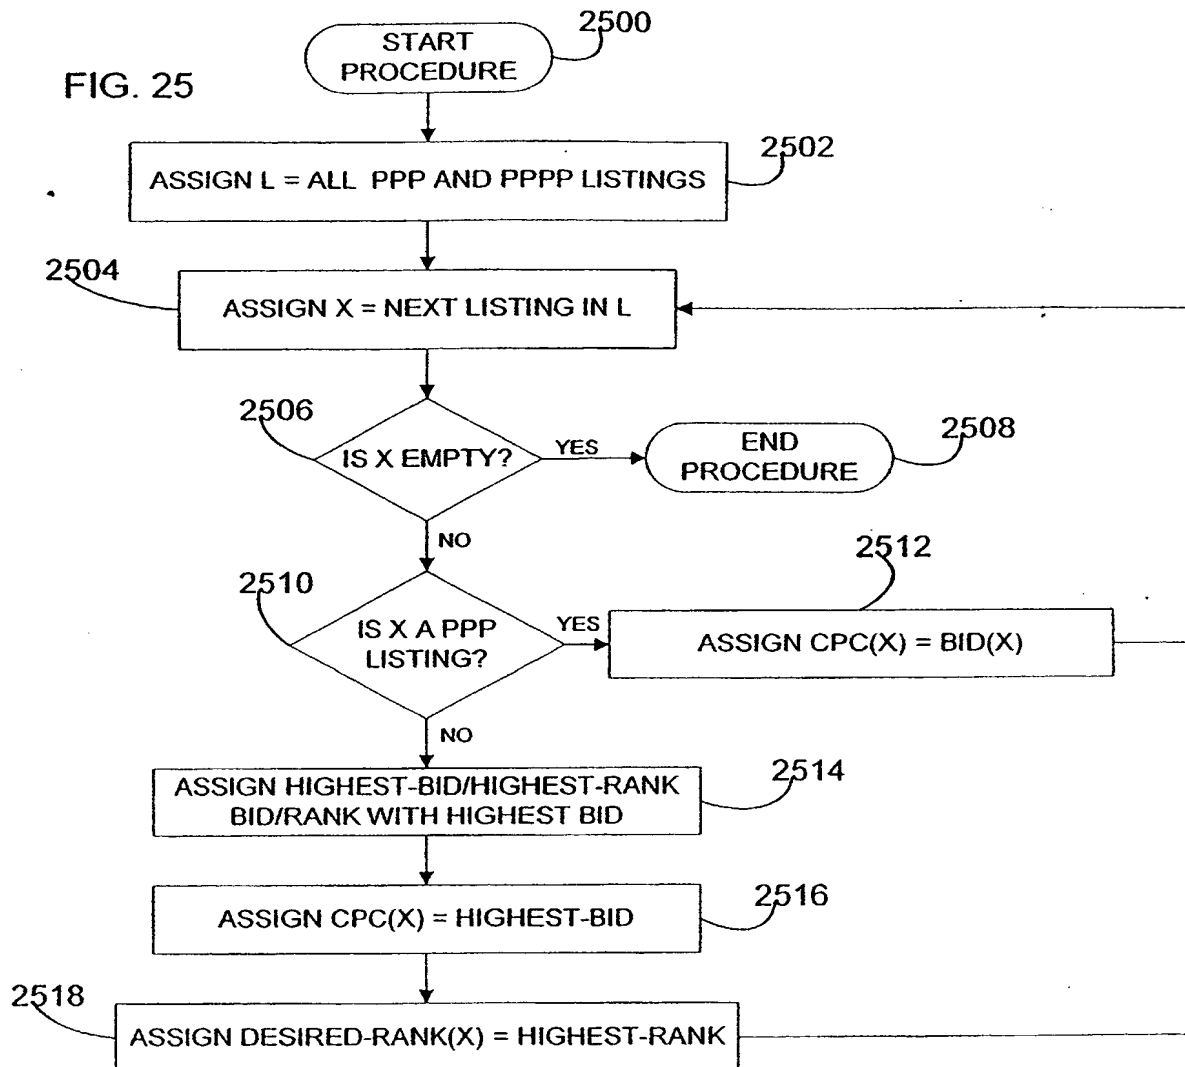 2500
START
PROCEDURE
FIG. 25
2502
ASSIGN L = ALL PPP AND PPPP LISTINGS
2504
ASSIGN X = NEXT LISTING IN L
2506
IS X EMPTY?
YES
END
PROCEDURE
2508
NO
2510
IS X A PPP
LISTING?
YES
2512
ASSIGN CPC(X) = BID(X)
NO
2514
ASSIGN HIGHEST-BID/HIGHEST-RANK
BID/RANK WITH HIGHEST BID
2516
ASSIGN CPC(X) = HIGHEST-BID
2518
ASSIGN DESIRED-RANK(X) = HIGHEST-RANK